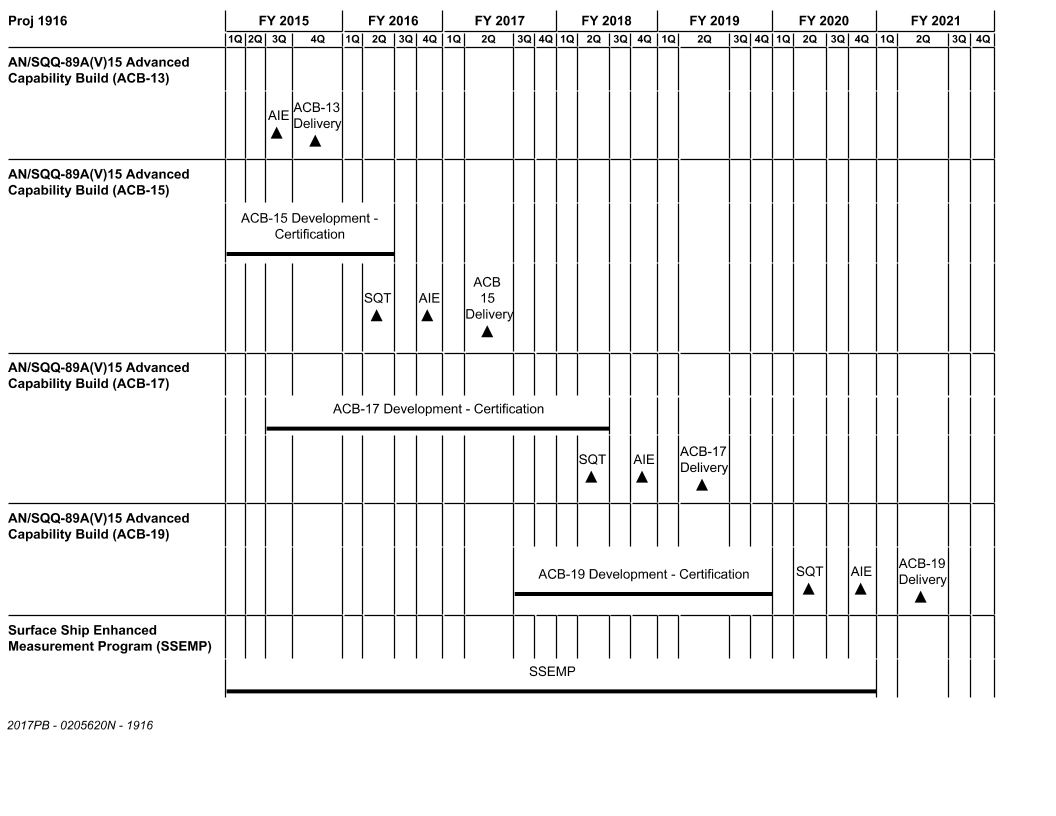 Proj 1916
FY 2015 FY 2016 FY 2017 FY 2018 FY 2019 FY 2020 FY 2021
1Q 2Q 3Q 4Q 1Q 2Q 3Q 4Q 1Q 2Q 3Q 4Q 1Q 2Q 3Q 4Q 1Q 2Q 3Q 4Q 1Q 2Q 3Q 4Q 1Q 2Q 3Q 4Q
AN/SQQ-89A(V)15 Advanced
Capability Build (ACB-13)
AIE
ACB-13
Delivery
AN/SQQ-89A(V)15 Advanced
Capability Build (ACB-15)
ACB-15 Development -
Certification
SQT
AIE
ACB
15
Delivery
AN/SQQ-89A(V)15 Advanced
Capability Build (ACB-17)
ACB-17 Development - Certification
SQT
AIE
ACB-17
Delivery
AN/SQQ-89A(V)15 Advanced
Capability Build (ACB-19)
ACB-19 Development - Certification
SQT
AIE
ACB-19
Delivery
Surface Ship Enhanced
Measurement Program (SSEMP)
SSEMP
2017PB - 0205620N - 1916